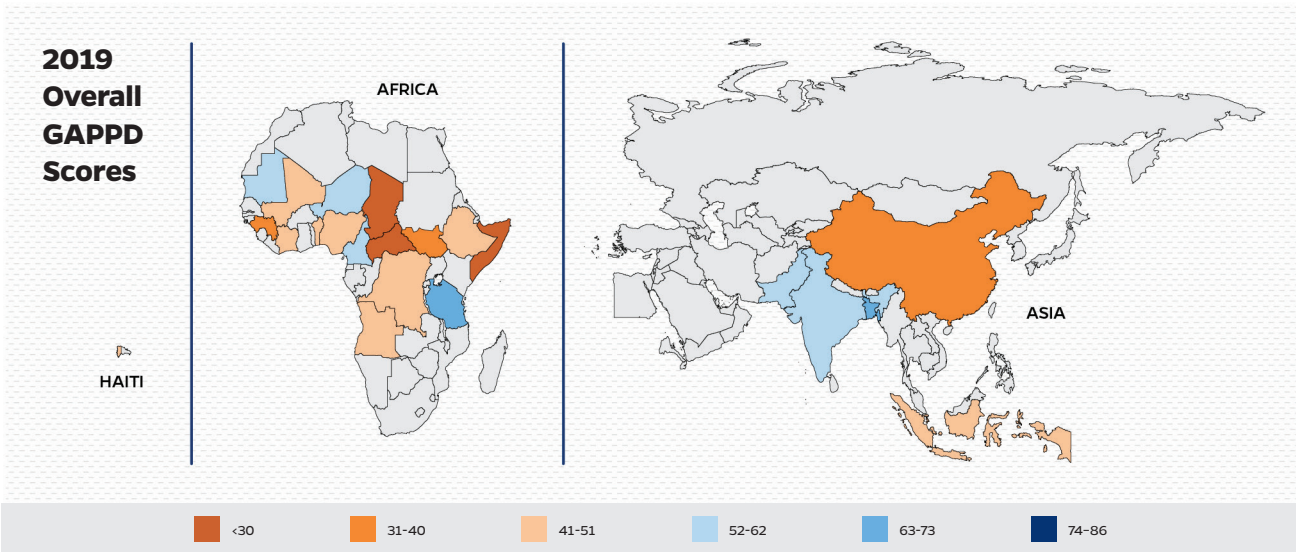 2019
Overall
GAPPD
Scores
AFRICA
HAITI
ASIA
<30
31-40
41-51
52-62
63-73
74-86